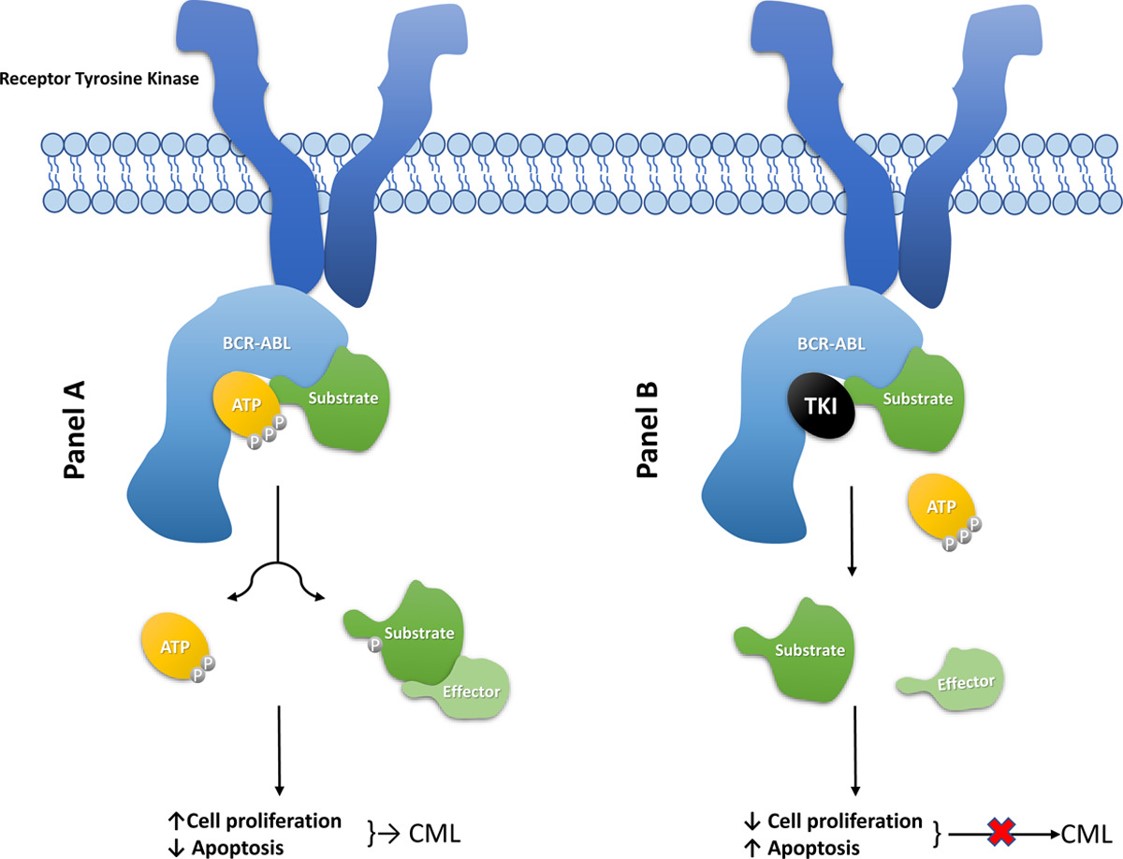 Receptor Tyrosine Kinase
Panel A
BCR-ABL
ATP
P
P
P
Substrate
ATP
P
P
Substrate
P
Effector
↑Cell proliferation
↓ Apoptosis
}→ CML
Panel B
BCR-ABL
TKI
Substrate
ATP
P
P
P
Substrate
Effector
↓ Cell proliferation
↑ Apoptosis
} CML